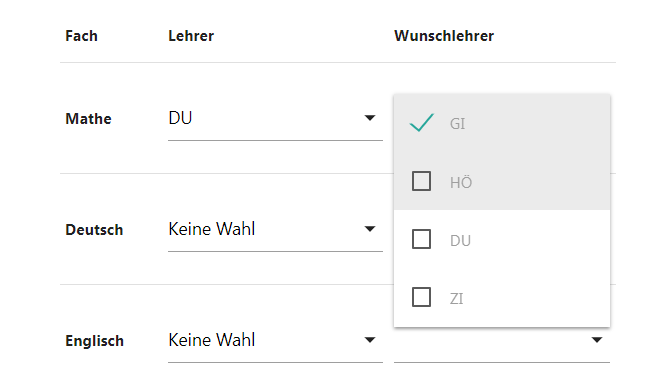 Fach Lehrer Wunschlehrer
Mathe DU GI
HÖ
Deutsch Keine Wahl DU
ZI
Englisch Keine Wahl